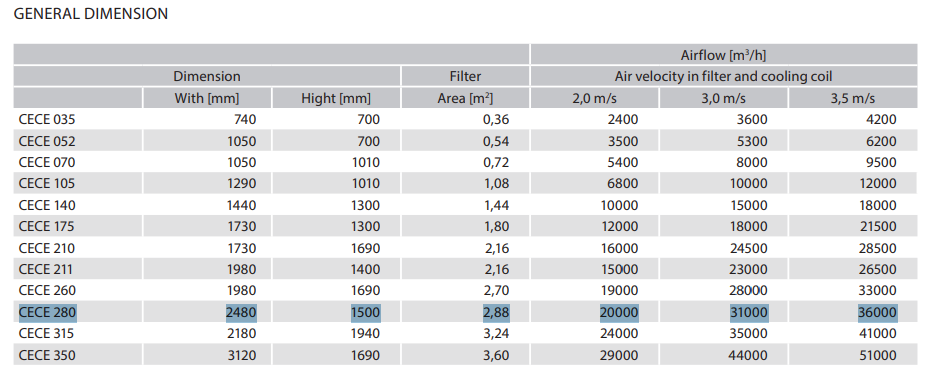 GENERAL DIMENSION
Airflow [m³/h]
Dimension Filter Air velocity in filter and cooling coil
With [mm] Hight [mm] Area [m²] 2,0 m/s 3,0 m/s 3,5 m/s
CECE 035 740 700 0,36 2400 3600 4200
CECE 052 1050 700 0,54 3500 5300 6200
CECE 070 1050 1010 0,72 5400 8000 9500
CECE 105 1290 1010 1,08 6800 10000 12000
CECE 140 1440 1300 1,44 10000 15000 18000
CECE 175 1730 1300 1,80 12000 18000 21500
CECE 210 1730 1690 2,16 16000 24500 28500
CECE 211 1980 1400 2,16 15000 23000 26500
CECE 260 1980 1690 2,70 19000 28000 33000
CECE 280 2480 1500 2,88 20000 31000 36000
CECE 315 2180 1940 3,24 24000 35000 41000
CECE 350 3120 1690 3,60 29000 44000 51000